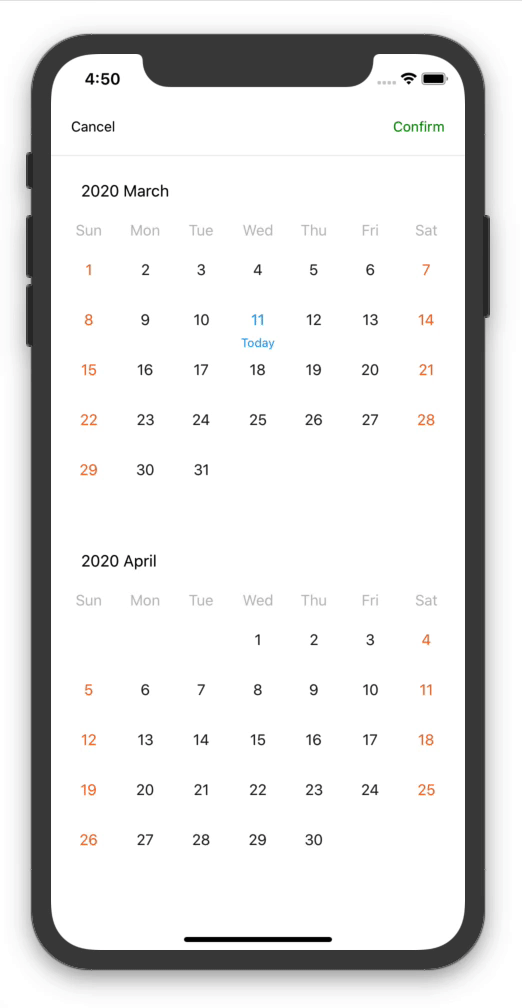 4:50
Cancel Confirm
2020 March
Sun Mon Tue Wed Thu Fri Sat
1 2 3 4 5 6 7
8 9 10 11 12 13 14
Today
15 16 17 18 19 20 21
22 23 24 25 26 27 28
29 30 31
2020 April
Sun Mon Tue Wed Thu Fri Sat
1 2 3 4
5 6 7 8 9 10 11
12 13 14 15 16 17 18
19 20 21 22 23 24 25
26 27 28 29 30